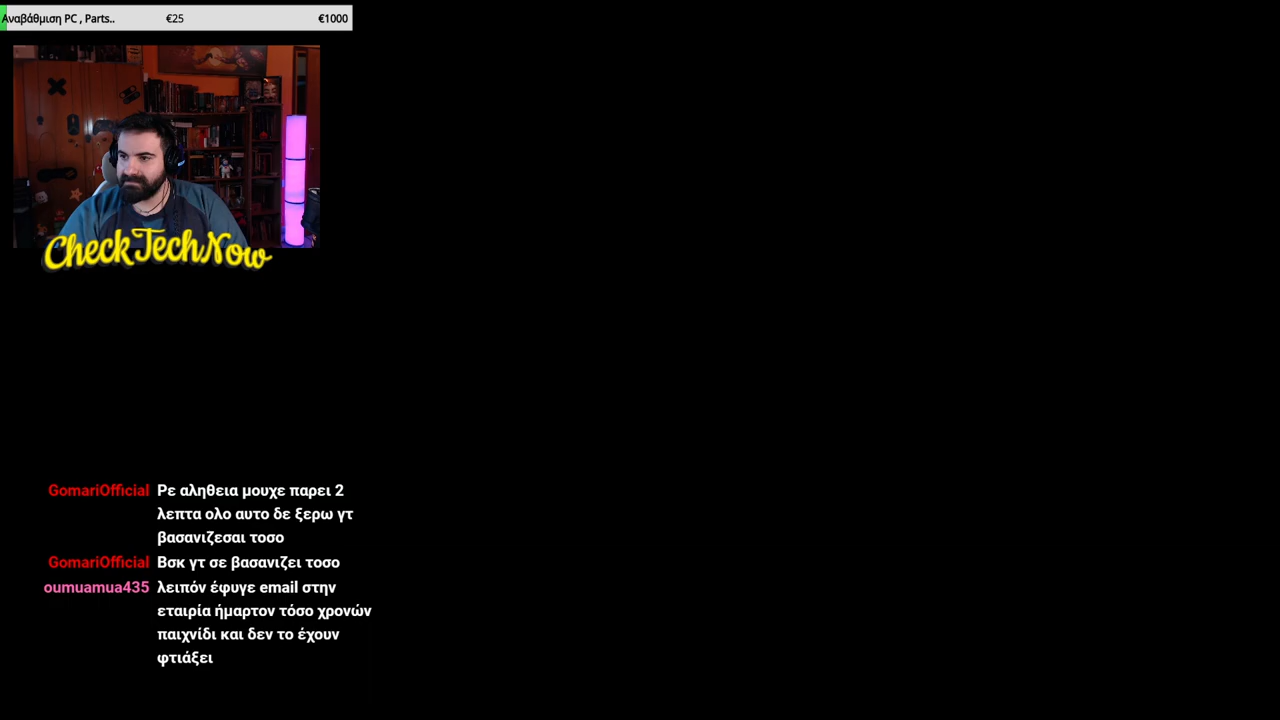 Αναβάθμιση PC , Parts.. €25 €1000
CheckTechNow
GomariOfficial Ρε αληθεια μουχε παρει 2
λεπτα ολο αυτο δε ξερω γτ
βασανιζεσαι τοσο
GomariOfficial Βσκ γτ σε βασανιζει τοσο
oumuamua435 λειπόν έφυγε email στην
εταιρία ήμαρτον τόσο χρονών
παιχνίδι και δεν το έχουν
φτιάξει